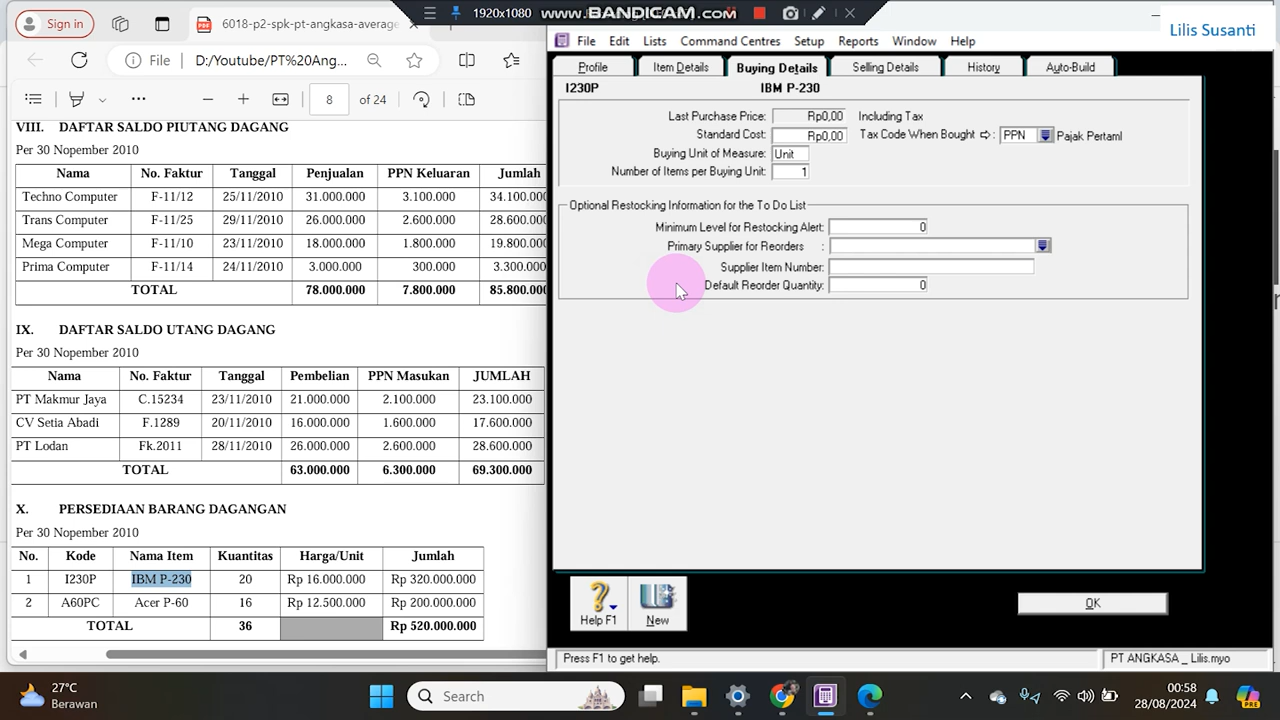 Sign in
6018-p2-spk-pt-angkasa-average
1920x1080
www.BANDICAM.com
Lilis Susanti
File
D:/Youtube/PT%20Ang...
8
of 24
VIII. DAFTAR SALDO PIUTANG DAGANG
Per 30 Nopember 2010
Nama No. Faktur Tanggal Penjualan PPN Keluaran Jumlah
Techno Computer F-11/12 25/11/2010 31.000.000 3.100.000 34.100.000
Trans Computer F-11/25 29/11/2010 26.000.000 2.600.000 28.600.000
Mega Computer F-11/10 23/11/2010 18.000.000 1.800.000 19.800.000
Prima Computer F-11/14 24/11/2010 3.000.000 300.000 3.300.000
TOTAL 78.000.000 7.800.000 85.800.000
IX. DAFTAR SALDO UTANG DAGANG
Per 30 Nopember 2010
Nama No. Faktur Tanggal Pembelian PPN Masukan JUMLAH
PT Makmur Jaya C.15234 23/11/2010 21.000.000 2.100.000 23.100.000
CV Setia Abadi F.1289 20/11/2010 16.000.000 1.600.000 17.600.000
PT Lodan Fk.2011 28/11/2010 26.000.000 2.600.000 28.600.000
TOTAL 63.000.000 6.300.000 69.300.000
X. PERSEDIAAN BARANG DAGANGAN
Per 30 Nopember 2010
No. Kode Nama Item Kuantitas Harga/Unit Jumlah
1 I230P IBM P-230 20 Rp 16.000.000 Rp 320.000.000
2 A60PC Acer P-60 16 Rp 12.500.000 Rp 200.000.000
TOTAL 36 Rp 520.000.000
File Edit Lists Command Centres Setup Reports Window Help
Profile Item Details Buying Details Selling Details History Auto-Build
I230P IBM P-230
Last Purchase Price: Rp0,00 Including Tax
Standard Cost: Rp0,00 Tax Code When Bought : PPN Pajak Pertaml
Buying Unit of Measure: Unit
Number of Items per Buying Unit: 1
Optional Restocking Information for the To Do List
Minimum Level for Restocking Alert: 0
Primary Supplier for Reorders :
Supplier Item Number:
Default Reorder Quantity: 0
Help F1 New OK
Press F1 to get help. PT ANGKASA _ Lilis.myo
27°C
Berawan
Search
PRE
00:58
28/08/2024